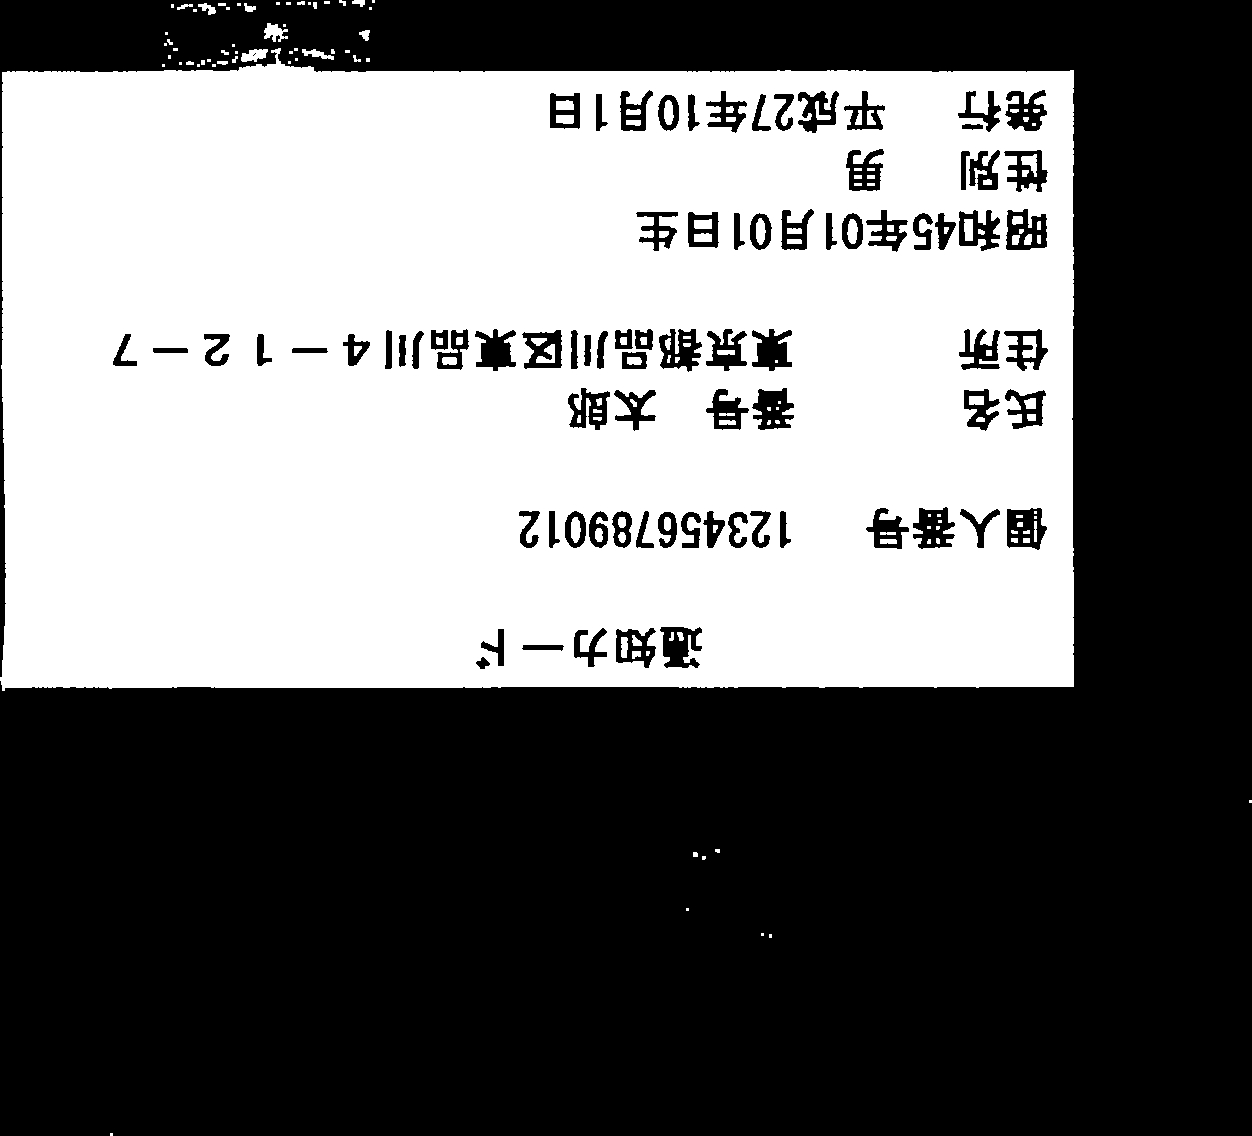 通知カード
個人番号 123456789012
氏名 番号 太郎
住所 東京都品川区東品川４－１２－７
昭和45年01月01日生
性別 男
発行 平成27年10月1日